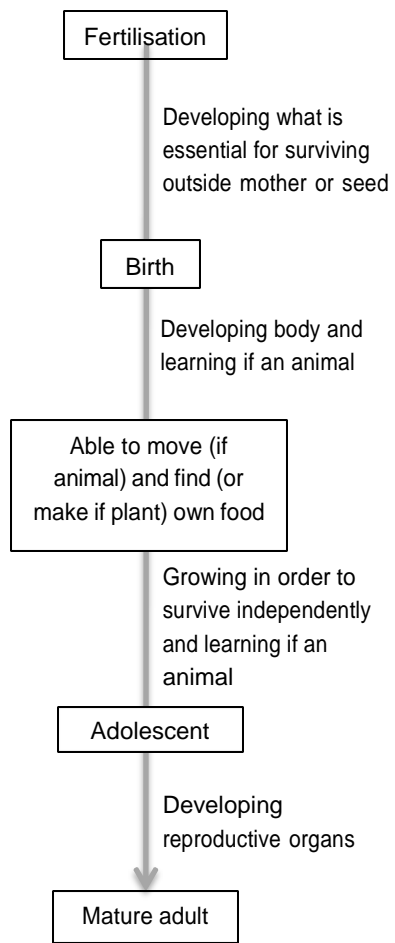 Fertilisation
Developing what is
essential for surviving
outside mother or seed
Birth
Developing body and
learning if an animal
Able to move (if
animal) and find (or
make if plant) own food
Growing in order to
survive independently
and learning if an
animal
Adolescent
Developing
reproductive organs
Mature adult